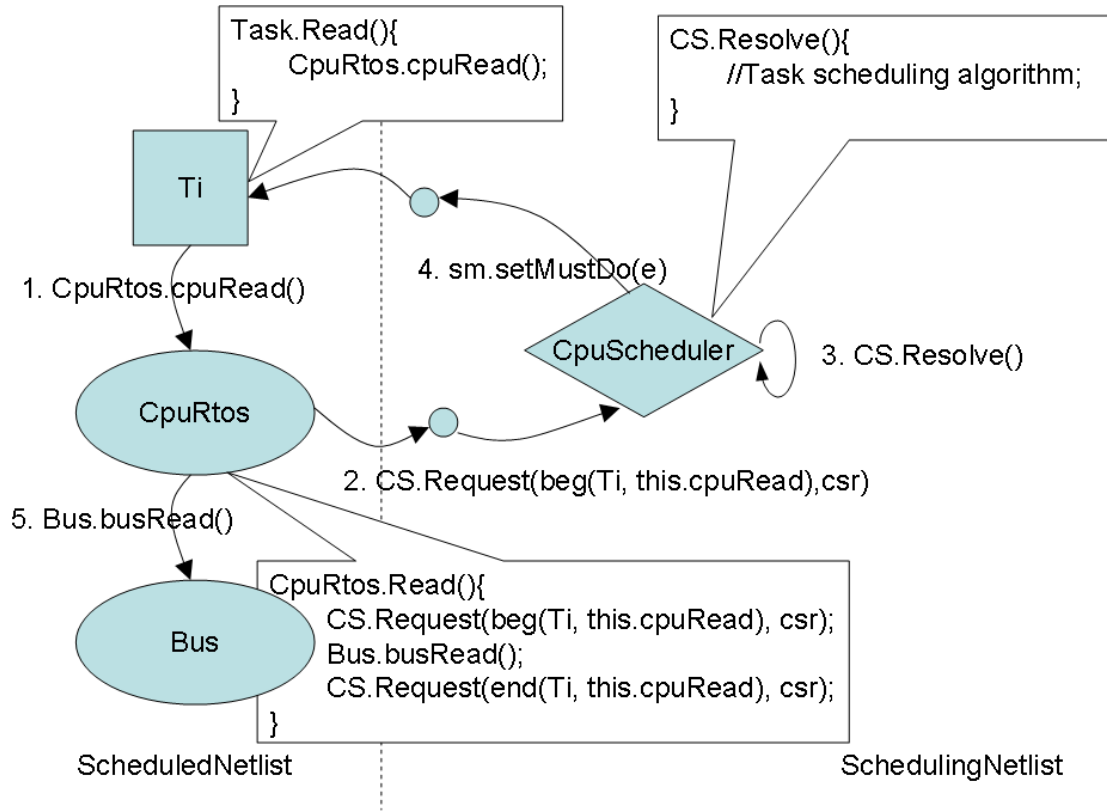 Task.Read(){
CpuRtos.cpuRead();
}
CS.Resolve(){
//Task scheduling algorithm;
}
Ti
1. CpuRtos.cpuRead()
4. sm.setMustDo(e)
CpuScheduler
3. CS.Resolve()
CpuRtos
2. CS.Request(beg(Ti, this.cpuRead),csr)
5. Bus.busRead()
Bus
CpuRtos.Read(){
CS.Request(beg(Ti, this.cpuRead), csr);
Bus.busRead();
CS.Request(end(Ti, this.cpuRead), csr);
}
ScheduledNetlist
SchedulingNetlist